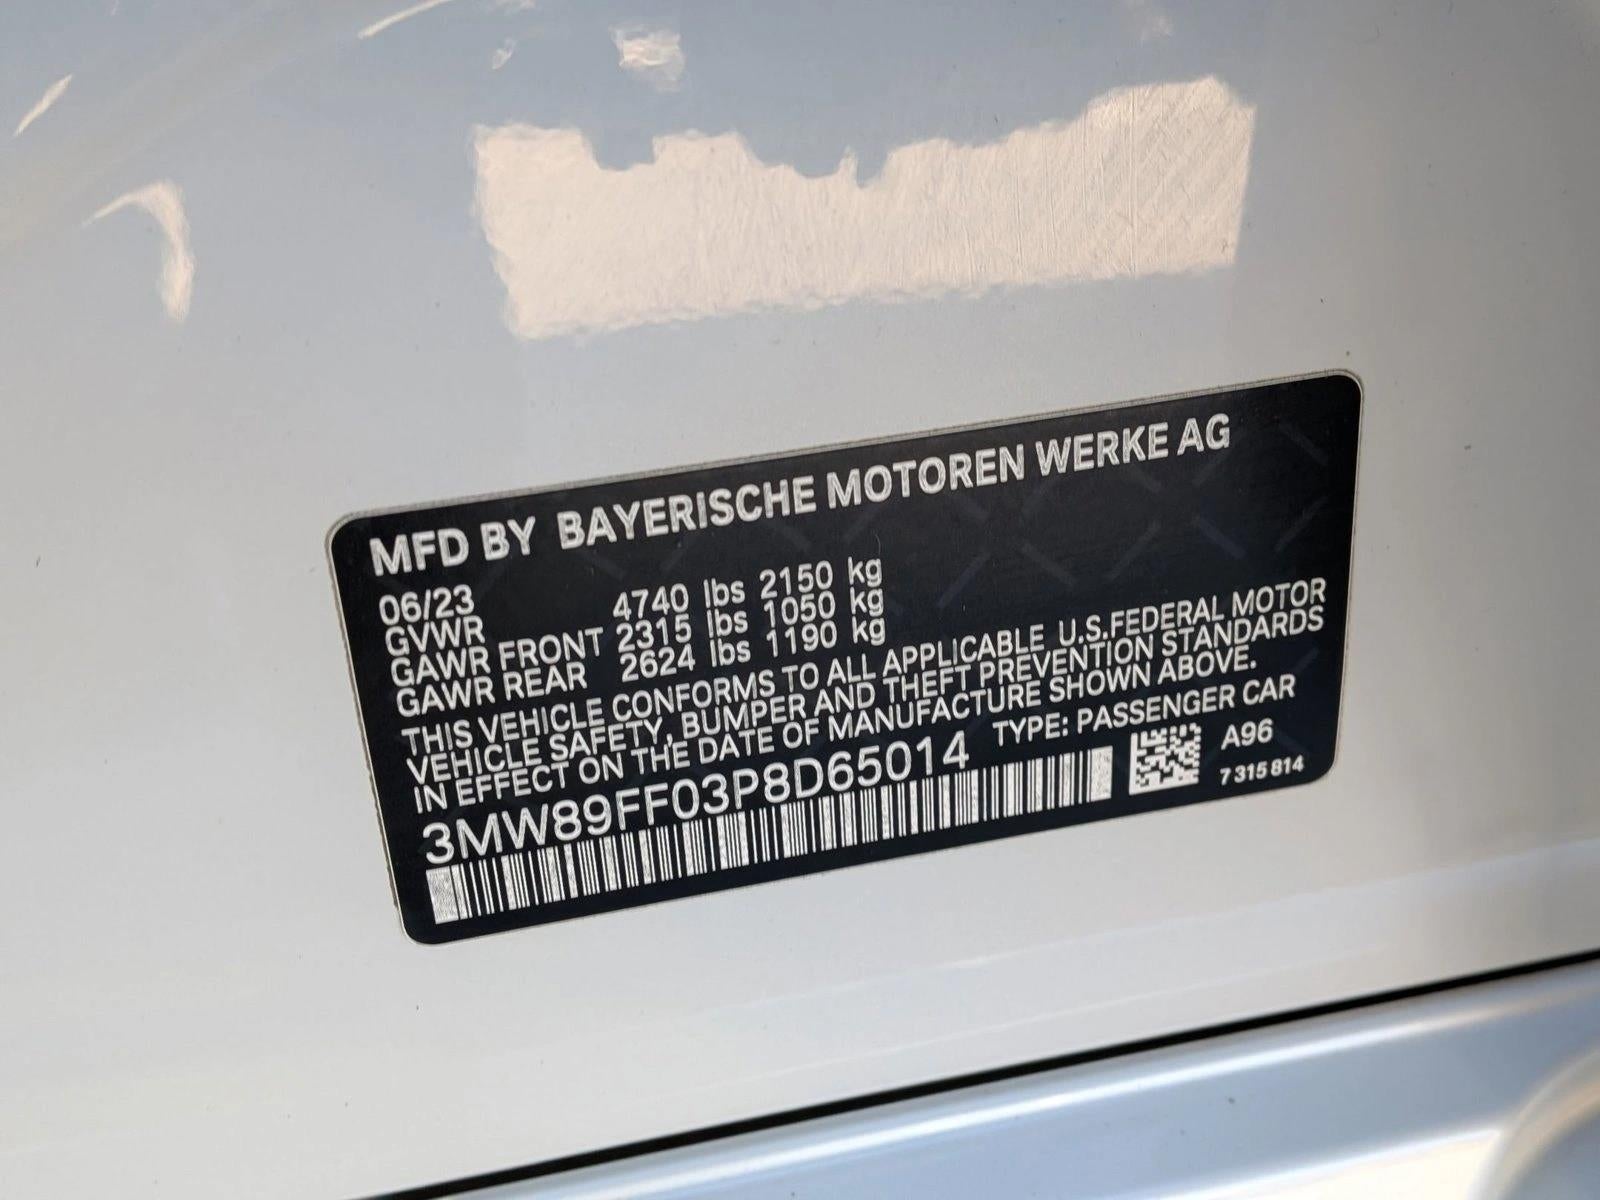 MFD BY BAYERISCHE MOTOREN WERKE AG
06/23
GVWR 4740 lbs 2150 kg
GAWR FRONT 2315 lbs 1050 kg
GAWR REAR 2624 lbs 1190 kg
THIS VEHICLE CONFORMS TO ALL APPLICABLE U.S.FEDERAL MOTOR
VEHICLE SAFETY, BUMPER AND THEFT PREVENTION STANDARDS
IN EFFECT ON THE DATE OF MANUFACTURE SHOWN ABOVE.
3MW89FF03P8D65014 TYPE: PASSENGER CAR
A96
7 315 814